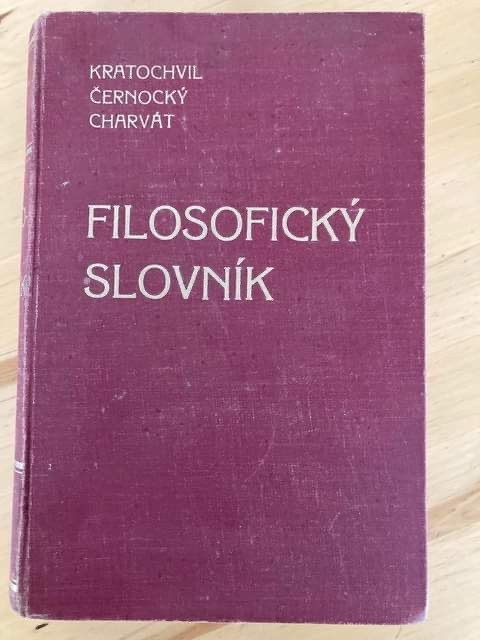 KRATOCHVIL
ČERNOCKÝ
CHARVÁT
FILOSOFICKÝ
SLOVNÍK